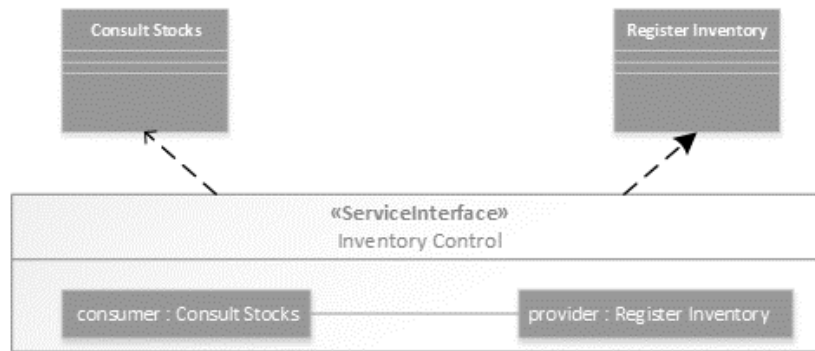 Consult Stocks
Register Inventory
«ServiceInterface»
Inventory Control
consumer : Consult Stocks
provider : Register Inventory